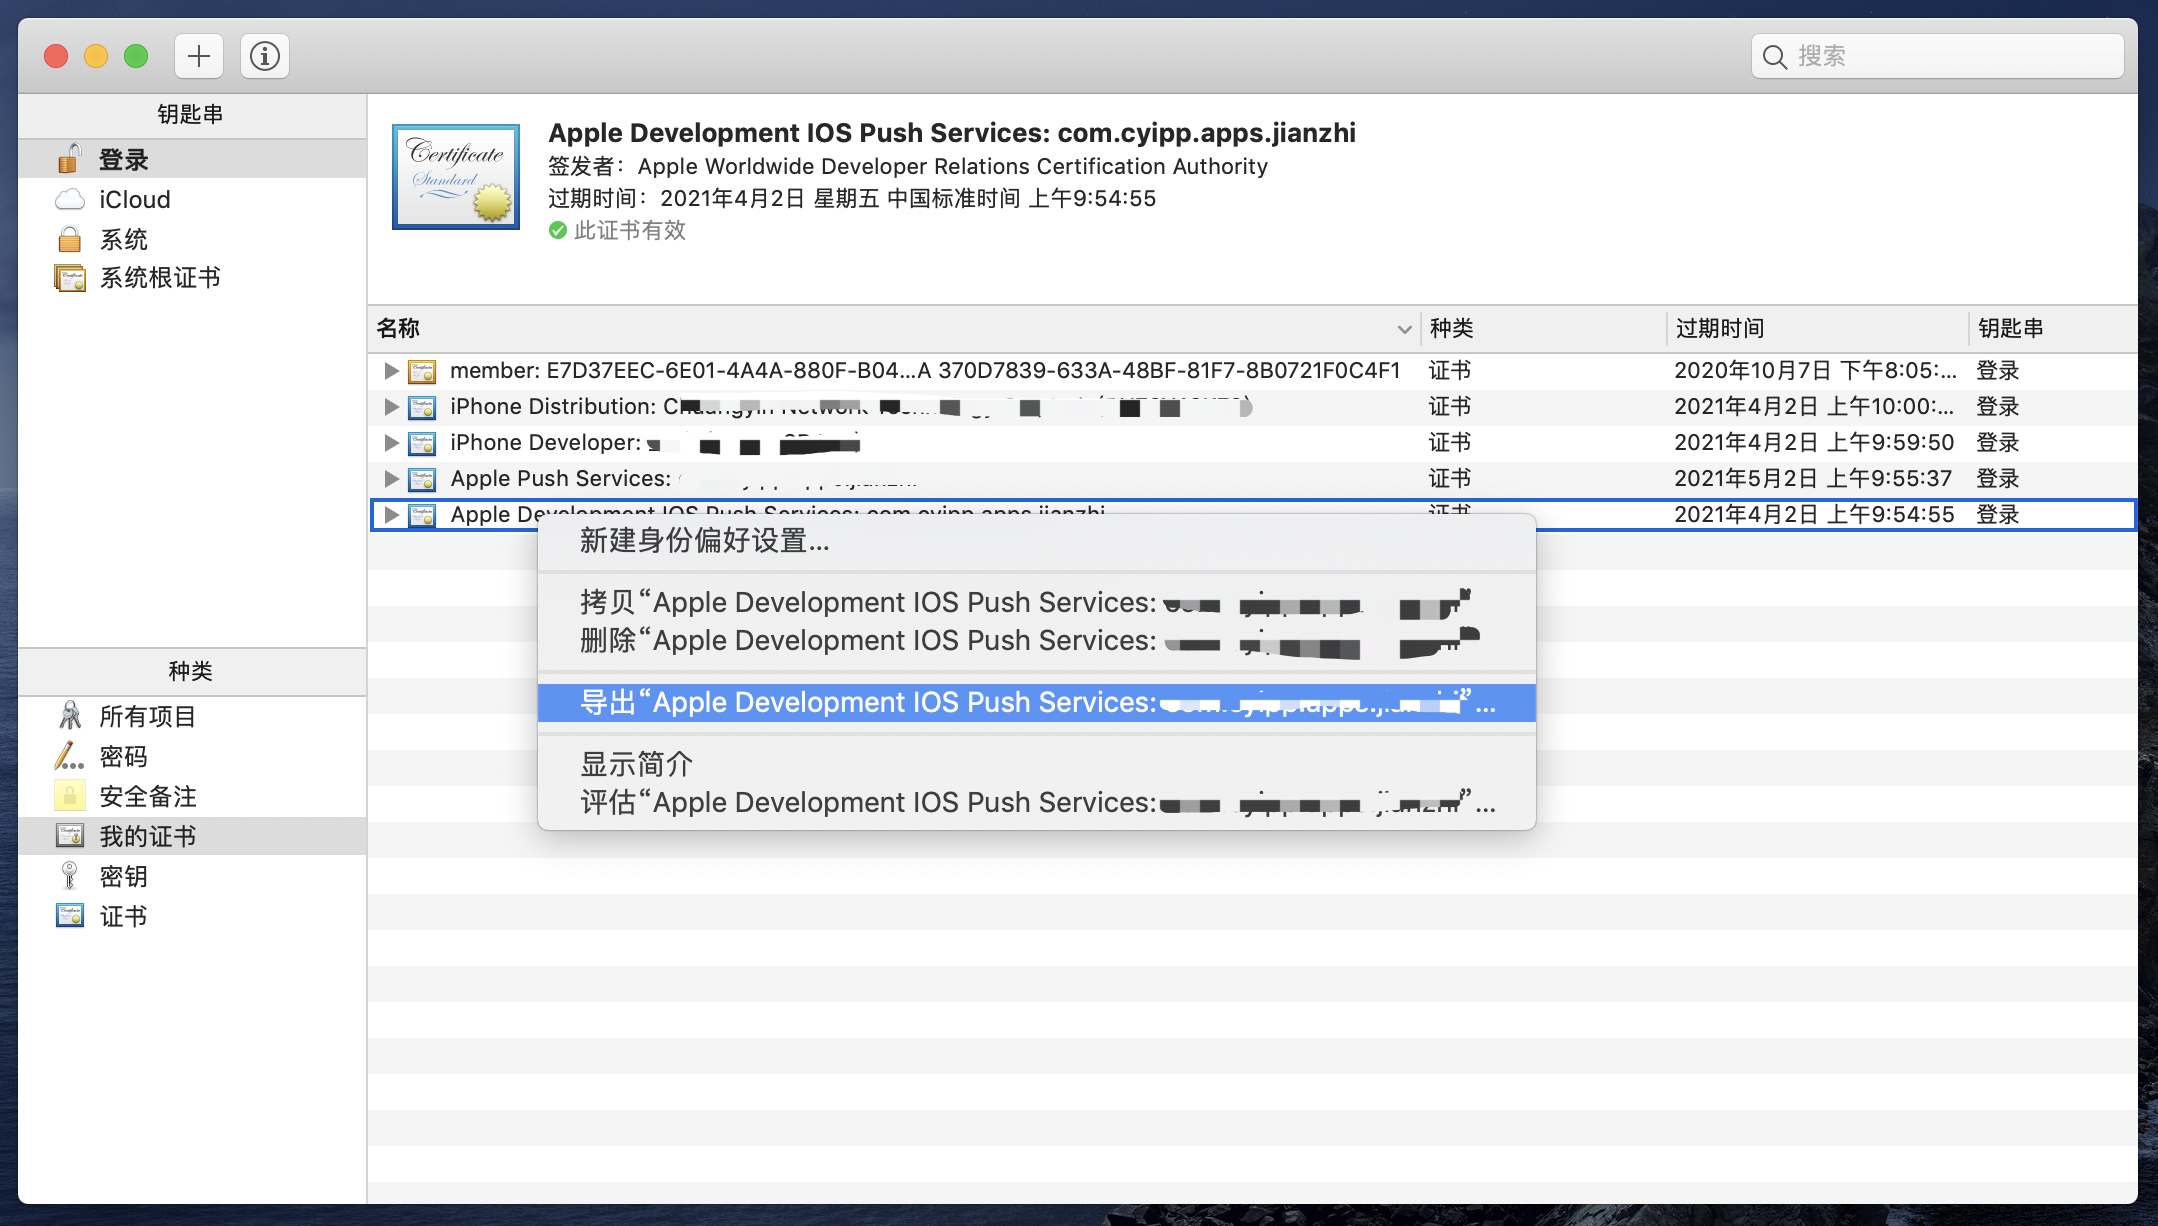 搜索
钥匙串
登录
iCloud
系统
系统根证书
种类
所有项目
密码
安全备注
我的证书
密钥
证书
Certificate
Standard
Apple Development IOS Push Services: com.cyipp.apps.jianzhi
签发者：Apple Worldwide Developer Relations Certification Authority
过期时间：2021年4月2日 星期五 中国标准时间 上午9:54:55
此证书有效
名称 种类 过期时间 钥匙串
member: E7D37EEC-6E01-4A4A-880F-B04...A 370D7839-633A-48BF-81F7-8B0721F0C4F1 证书 2020年10月7日 下午8:05:... 登录
iPhone Distribution: 证书 2021年4月2日 上午10:00:... 登录
iPhone Developer: 证书 2021年4月2日 上午9:59:50 登录
Apple Push Services: 证书 2021年5月2日 上午9:55:37 登录
Apple Development IOS Push Services: com.cyipp.apps.jianzhi 证书 2021年4月2日 上午9:54:55 登录
新建身份偏好设置...
拷贝“Apple Development IOS Push Services: ”
删除“Apple Development IOS Push Services:
导出“Apple Development IOS Push Services: ”...
显示简介
评估“Apple Development IOS Push Services: ”...